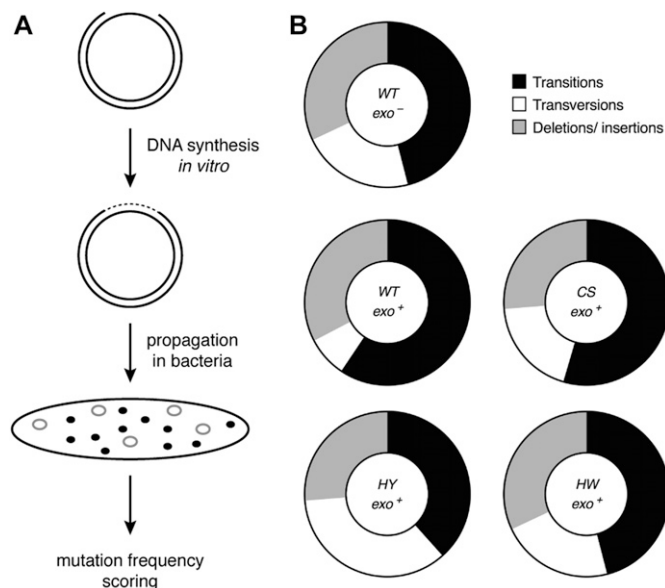 A
DNA synthesis
in vitro
propagation
in bacteria
mutation frequency
scoring
B
WT
exo⁻
Transitions
Transversions
Deletions/ insertions
WT
exo⁺
CS
exo⁺
HY
exo⁺
HW
exo⁺